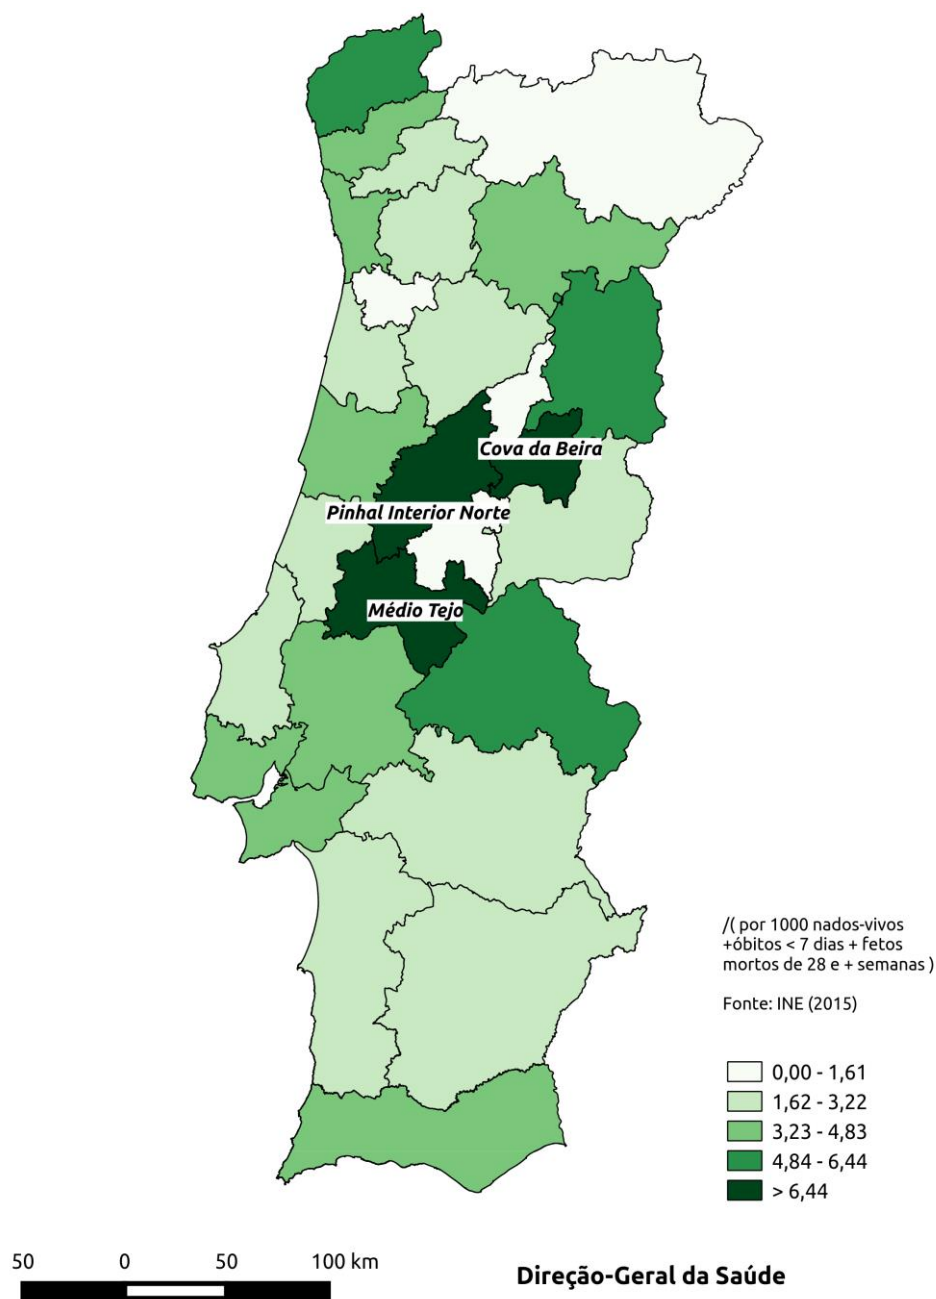 Cova da Beira
Pinhal Interior Norte
Médio Tejo
/( por 1000 nados-vivos
+óbitos < 7 dias + fetos
mortos de 28 e + semanas )
Fonte: INE (2015)
0,00 - 1,61
1,62 - 3,22
3,23 - 4,83
4,84 - 6,44
> 6,44
50 0 50 100 km
Direção-Geral da Saúde